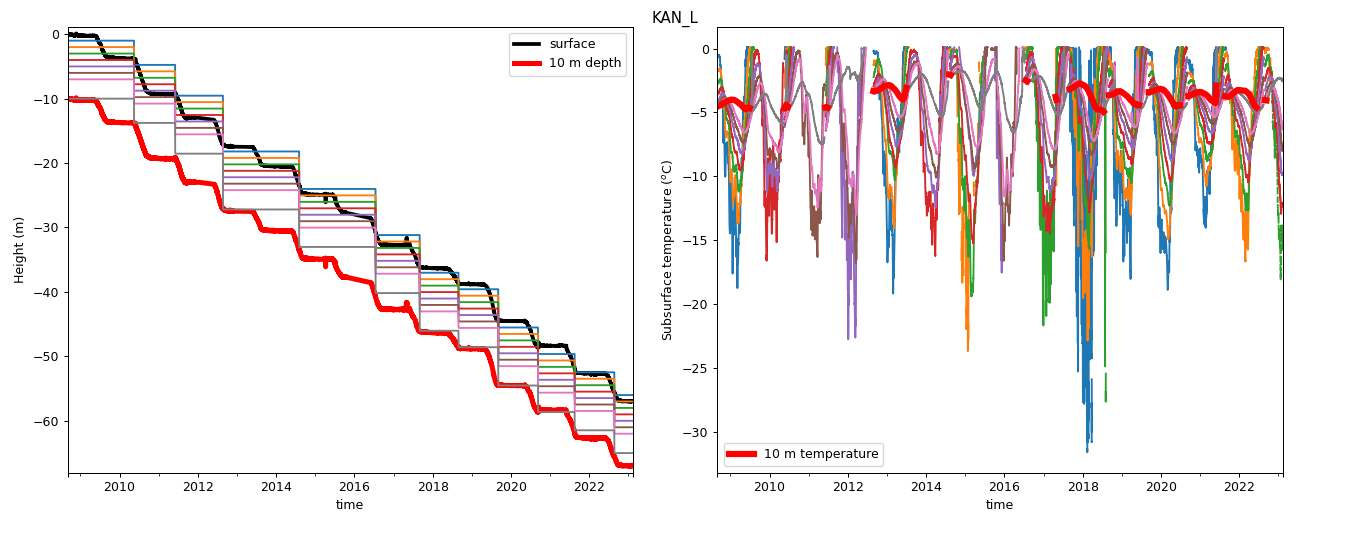 KAN_L
0
−10
−20
−30
−40
−50
−60
Height (m)
2010 2012 2014 2016 2018 2020 2022
time
surface
10 m depth
0
−5
−10
−15
−20
−25
−30
Subsurface temperature (°C)
2010 2012 2014 2016 2018 2020 2022
time
10 m temperature